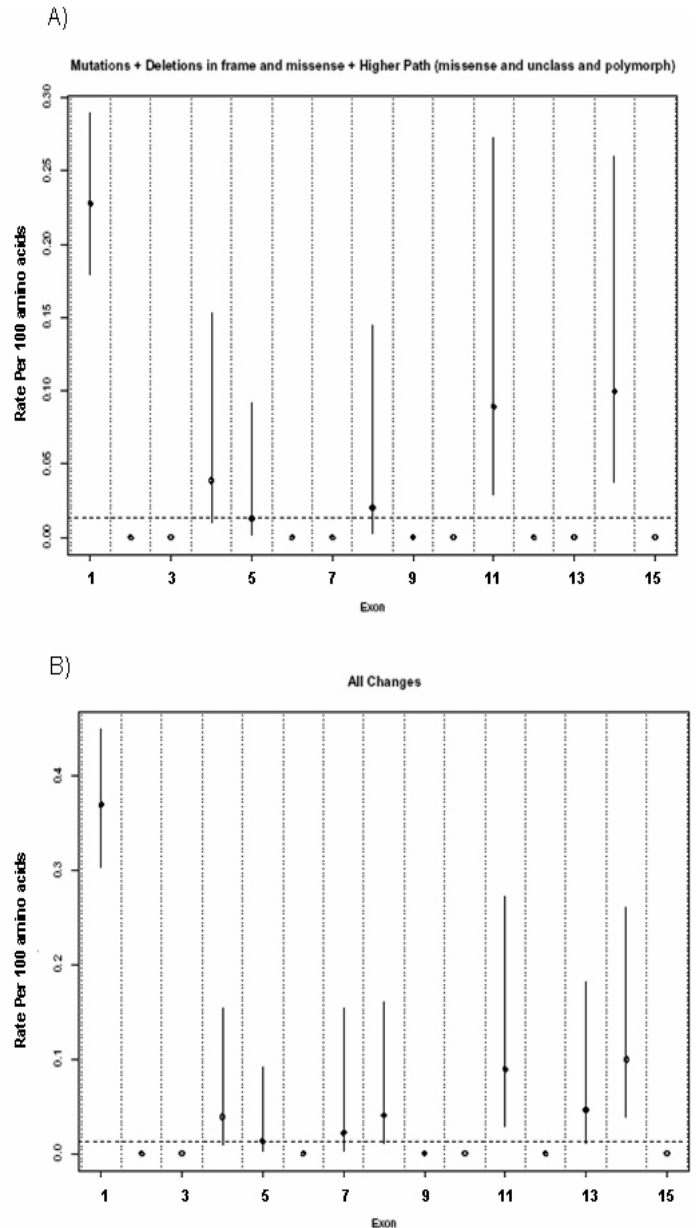 A)
Mutations + Deletions in frame and missense + Higher Path (missense and unclass and polymorph)
Rate Per 100 amino acids
0.30
0.25
0.20
0.15
0.10
0.05
0.00
1 3 5 7 9 11 13 15
Exon
B)
All Changes
Rate Per 100 amino acids
0.4
0.3
0.2
0.1
0.0
1 3 5 7 9 11 13 15
Exon